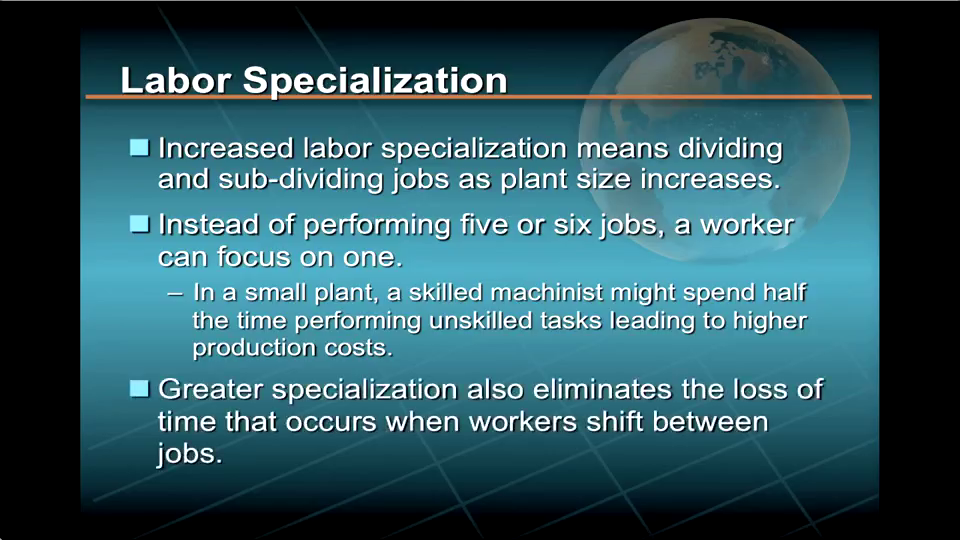 Labor Specialization
Increased labor specialization means dividing
and sub-dividing jobs as plant size increases.
Instead of performing five or six jobs, a worker
can focus on one.
– In a small plant, a skilled machinist might spend half
the time performing unskilled tasks leading to higher
production costs.
Greater specialization also eliminates the loss of
time that occurs when workers shift between
jobs.